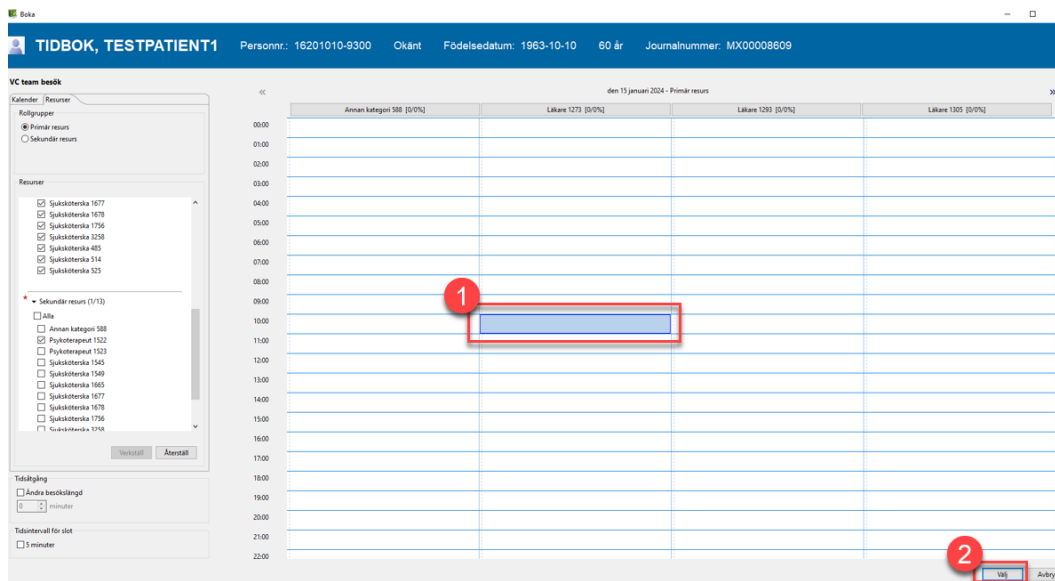 Boka
TIDBOK, TESTPATIENT1 Personnr.: 16201010-9300 Okänt Födelsedatum: 1963-10-10 60 år Journalnummer: MX00008609
VC team besök
Kalender Resurser
Rollgrupper
Primär resurs
Sekundär resurs
Resurser
Sjuksköterska 1677
Sjuksköterska 1678
Sjuksköterska 1756
Sjuksköterska 3258
Sjuksköterska 485
Sjuksköterska 514
Sjuksköterska 525
* Sekundär resurs (1/13)
Alla
Annan kategori 588
Psykoterapeut 1522
Psykoterapeut 1523
Sjuksköterska 1545
Sjuksköterska 1549
Sjuksköterska 1665
Sjuksköterska 1677
Sjuksköterska 1678
Sjuksköterska 1756
Sjuksköterska 3258
Verkställ Återställ
Tidsåtgång
Ändra besökslängd
0 minuter
Tidsintervall för slot
5 minuter
« den 15 januari 2024 - Primär resurs »
Annan kategori 588 [0/0%] Läkare 1273 [0/0%] Läkare 1293 [0/0%] Läkare 1305 [0/0%]
00:00
01:00
02:00
03:00
04:00
05:00
06:00
07:00
08:00
09:00
1
10:00
11:00
12:00
13:00
14:00
15:00
16:00
17:00
18:00
19:00
20:00
21:00
22:00
2
Välj Avbry